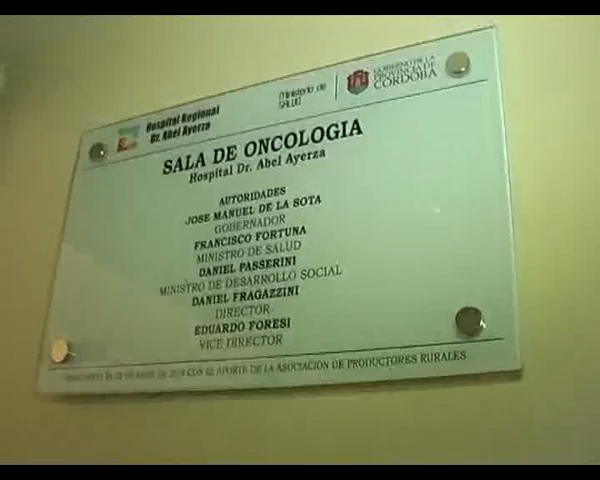 Hospital Regional
Dr. Abel Ayerza
Ministerio de
SALUD
GOBIERNO DE LA
PROVINCIA DE
CORDOBA
SALA DE ONCOLOGIA
Hospital Dr. Abel Ayerza
AUTORIDADES
JOSE MANUEL DE LA SOTA
GOBERNADOR
FRANCISCO FORTUNA
MINISTRO DE SALUD
DANIEL PASSERINI
MINISTRO DE DESARROLLO SOCIAL
DANIEL FRAGAZZINI
DIRECTOR
EDUARDO FORESI
VICE DIRECTOR
CON EL APORTE DE LA ASOCIACION DE PRODUCTORES RURALES